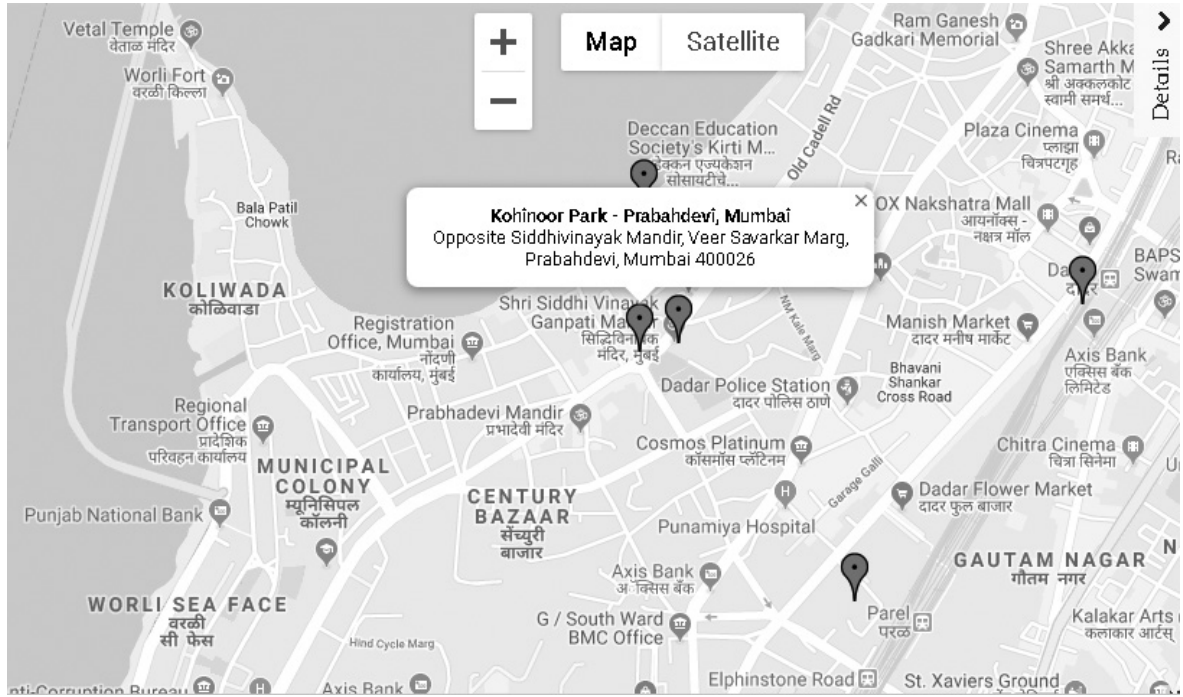 Vetal Temple
वेताळ मंदिर
Worli Fort
वरळी किल्ला
+
−
Map
Satellite
Ram Ganesh
Gadkari Memorial
Details
Shree Akka
Samarth M
श्री अक्कलकोट
स्वामी समर्थ...
Deccan Education
Society's Kirti M...
डेक्कन एज्यकेशन
सोसायटीचे...
Old Cadell Rd
Plaza Cinema
प्लाझा
चित्रपटगृह
Bala Patil
Chowk
Kohinoor Park - Prabahdevi, Mumbai
Opposite Siddhivinayak Mandir, Veer Savarkar Marg,
Prabahdevi, Mumbai 400026
OX Nakshatra Mall
आयनॉक्स -
नक्षत्र मॉल
BAPS
Swam
दादर
KOLIWADA
कोळिवाडा
Shri Siddhi Vinayak
Ganpati Mandir
सिद्धिविनायक
मंदिर, मुंबई
NM Kale Marg
Registration
Office, Mumbai
नोंदणी
कार्यालय, मुंबई
Manish Market
दादर मनीष मार्केट
Axis Bank
एक्सिस बँक
लिमिटेड
Bhavani
Shankar
Cross Road
Dadar Police Station
दादर पोलिस ठाणे
Regional
Transport Office
प्रादेशिक
परिवहन कार्यालय
Prabhadevi Mandir
प्रभादेवी मंदिर
Cosmos Platinum
कॉसमॉस प्लॅटिनम
Chitra Cinema
चित्रा सिनेमा
MUNICIPAL
COLONY
म्यूनिसिपल
कॉलनी
Garage Galli
CENTURY
BAZAAR
सेंच्युरी
बाजार
H
Punamiya Hospital
Dadar Flower Market
दादर फुल बाजार
Punjab National Bank
GAUTAM NAGAR
गौतम नगर
Axis Bank
अॅक्सिस बँक
WORLI SEA FACE
वरळी
सी फेस
G / South Ward
BMC Office
Parel
परळ
Kalakar Arts
कलाकार आर्टस्
Hind Cycle Marg
Elphinstone Road
St. Xaviers Ground
nti-Corruption Bureau
H
Axis Bank